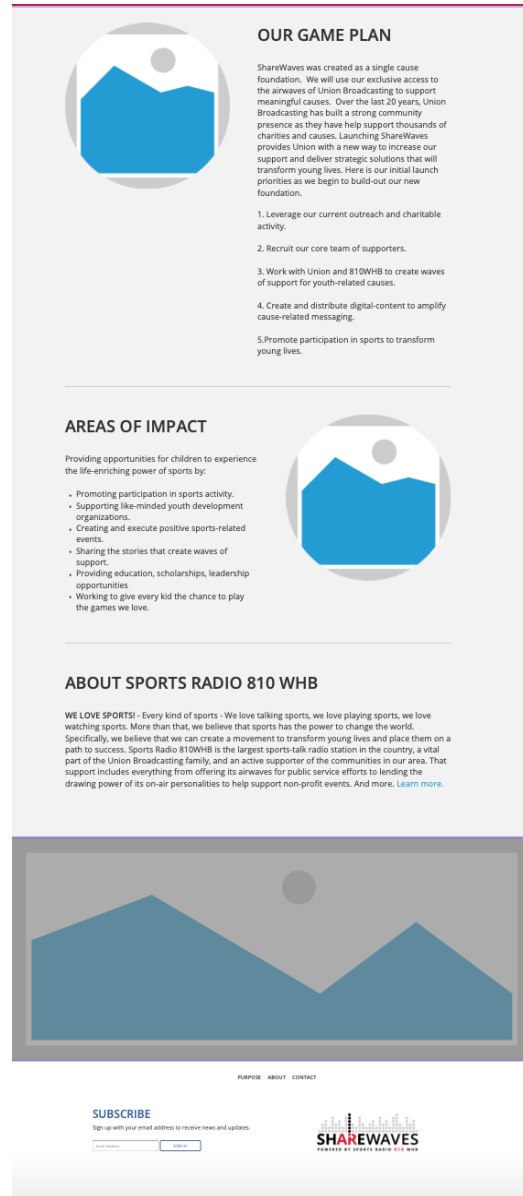 OUR GAME PLAN
ShareWaves was created as a single cause
foundation.  We will use our exclusive access to
the airwaves of Union Broadcasting to support
meaningful causes.  Over the last 20 years, Union
Broadcasting has built a strong community
presence as they have help support thousands of
charities and causes. Launching ShareWaves
provides Union with a new way to increase our
support and deliver strategic solutions that will
transform young lives. Here is our initial launch
priorities as we begin to build-out our new
foundation.
1. Leverage our current outreach and charitable
activity.
2. Recruit our core team of supporters.
3. Work with Union and 810WHB to create waves
of support for youth-related causes.
4. Create and distribute digital-content to amplify
cause-related messaging.
5.Promote participation in sports to transform
young lives.
AREAS OF IMPACT
Providing opportunities for children to experience
the life-enriching power of sports by:
• Promoting participation in sports activity.
• Supporting like-minded youth development
organizations.
• Creating and execute positive sports-related
events.
• Sharing the stories that create waves of
support.
• Providing education, scholarships, leadership
opportunities
• Working to give every kid the chance to play
the games we love.
ABOUT SPORTS RADIO 810 WHB
WE LOVE SPORTS! - Every kind of sports - We love talking sports, we love playing sports, we love
watching sports. More than that, we believe that sports has the power to change the world.
Specifically, we believe that we can create a movement to transform young lives and place them on a
path to success. Sports Radio 810WHB is the largest sports-talk radio station in the country, a vital
part of the Union Broadcasting family, and an active supporter of the communities in our area. That
support includes everything from offering its airwaves for public service efforts to lending the
drawing power of its on-air personalities to help support non-profit events. And more. Learn more.
PURPOSE ABOUT CONTACT
SUBSCRIBE
Sign up with your email address to receive news and updates.
Email Address
SIGN UP
SHAREWAVES
POWERED BY SPORTS RADIO 810 WHB